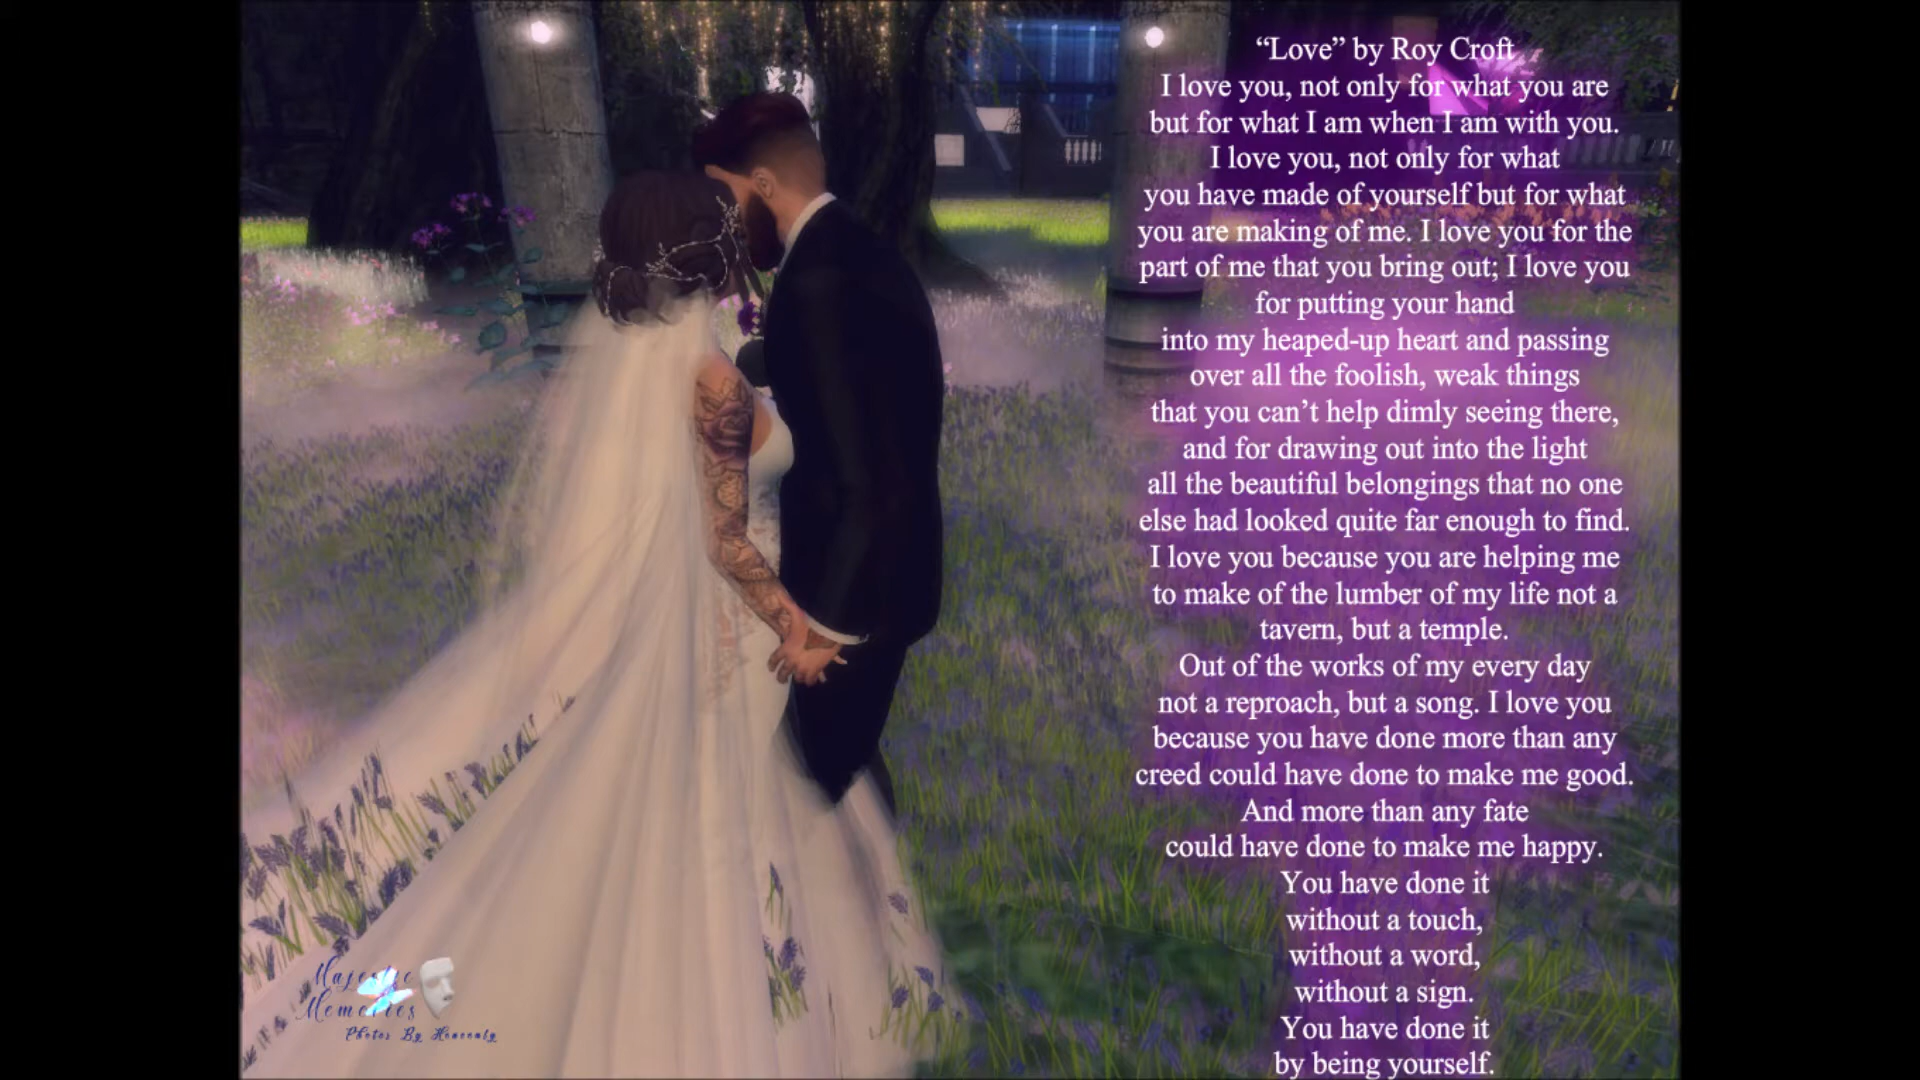 “Love” by Roy Croft
I love you, not only for what you are
but for what I am when I am with you.
I love you, not only for what
you have made of yourself but for what
you are making of me. I love you for the
part of me that you bring out; I love you
for putting your hand
into my heaped-up heart and passing
over all the foolish, weak things
that you can’t help dimly seeing there,
and for drawing out into the light
all the beautiful belongings that no one
else had looked quite far enough to find.
I love you because you are helping me
to make of the lumber of my life not a
tavern, but a temple.
Out of the works of my every day
not a reproach, but a song. I love you
because you have done more than any
creed could have done to make me good.
And more than any fate
could have done to make me happy.
You have done it
without a touch,
without a word,
without a sign.
You have done it
by being yourself.
Majestic
Memories
Photos By Heavenly